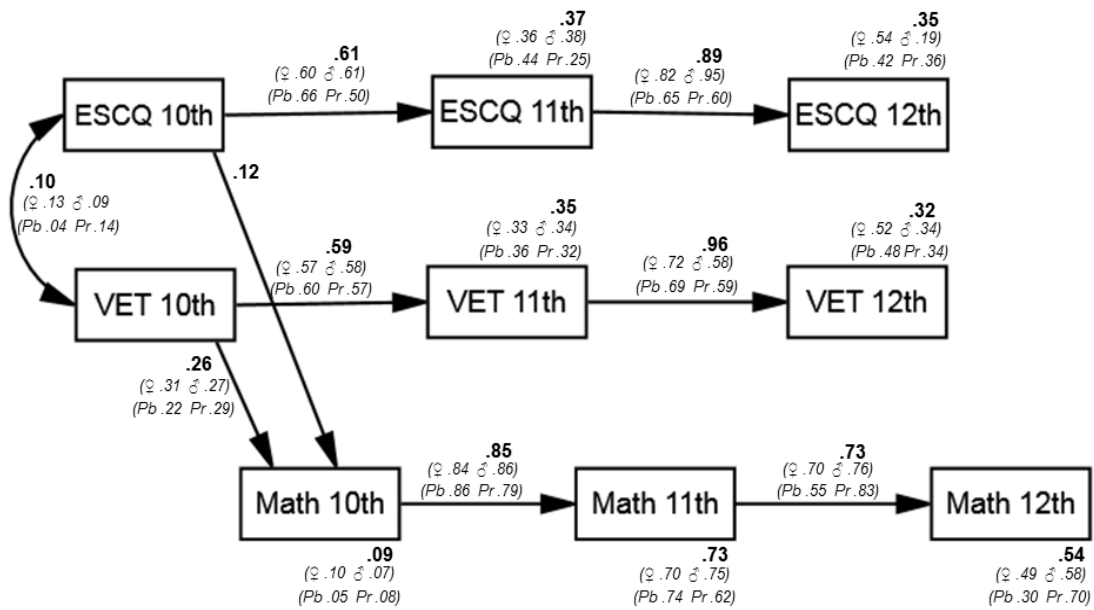 .61
(♀ .60 ♂ .61)
(Pb .66 Pr .50)
.37
(♀ .36 ♂ .38)
(Pb .44 Pr .25)
.89
(♀ .82 ♂ .95)
(Pb .65 Pr .60)
.35
(♀ .54 ♂ .19)
(Pb .42 Pr .36)
ESCQ 10th
ESCQ 11th
ESCQ 12th
.10
(♀ .13 ♂ .09
(Pb .04 Pr .14)
.12
.59
(♀ .57 ♂ .58)
(Pb .60 Pr .57)
.35
(♀ .33 ♂ .34)
(Pb .36 Pr .32)
.96
(♀ .72 ♂ .58)
(Pb .69 Pr .59)
.32
(♀ .52 ♂ .34)
(Pb .48 Pr .34)
VET 10th
VET 11th
VET 12th
.26
(♀ .31 ♂ .27)
(Pb .22 Pr .29)
.85
(♀ .84 ♂ .86)
(Pb .86 Pr .79)
.73
(♀ .70 ♂ .76)
(Pb .55 Pr .83)
Math 10th
Math 11th
Math 12th
.09
(♀ .10 ♂ .07)
(Pb .05 Pr .08)
.73
(♀ .70 ♂ .75)
(Pb .74 Pr .62)
.54
(♀ .49 ♂ .58)
(Pb .30 Pr .70)